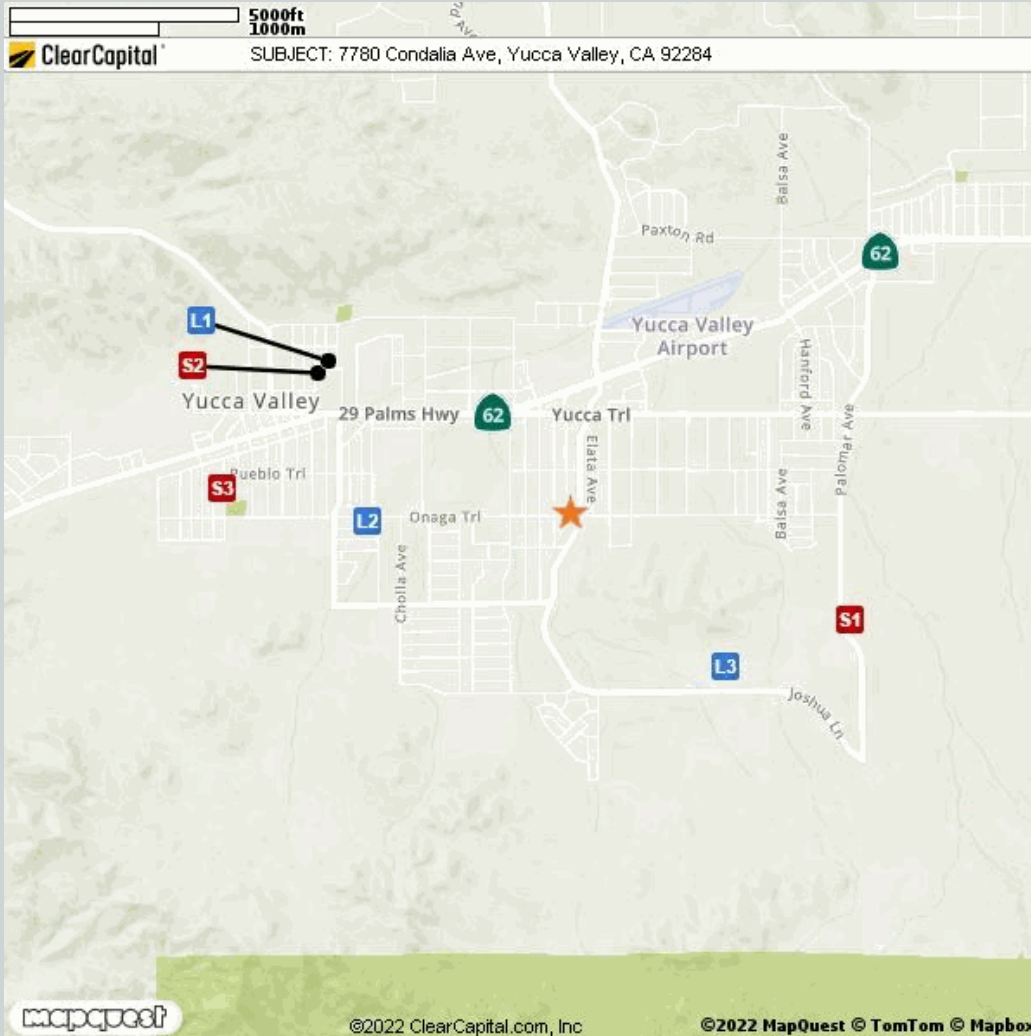 5000ft
1000m
ClearCapital
SUBJECT: 7780 Condalia Ave, Yucca Valley, CA 92284
Balsa Ave
Paxton Rd
62
L1
Yucca Valley
Airport
S2
Hanford Ave
Yucca Valley
29 Palms Hwy
62
Yucca Trl
Elata Ave
Palomar Ave
Pueblo Trl
S3
Balsa Ave
L2
Onaga Trl
Cholla Ave
S1
L3
Joshua Ln
mapquest
©2022 ClearCapital.com, Inc
©2022 MapQuest © TomTom © Mapbox